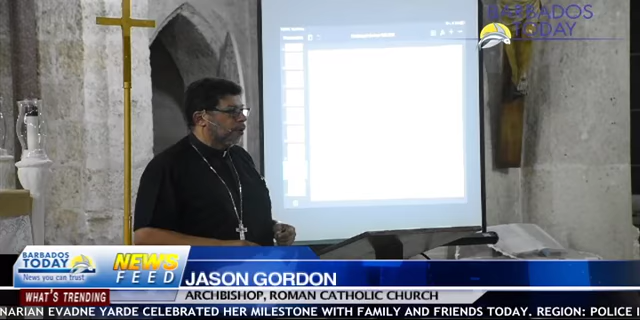 BARBADOS
TODAY
BARBADOS
TODAY
News you can trust
NEWS
FEED
JASON GORDON
ARCHBISHOP, ROMAN CATHOLIC CHURCH
WHAT'S TRENDING
NARIAN EVADNE YARDE CELEBRATED HER MILESTONE WITH FAMILY AND FRIENDS TODAY. REGION: POLICE